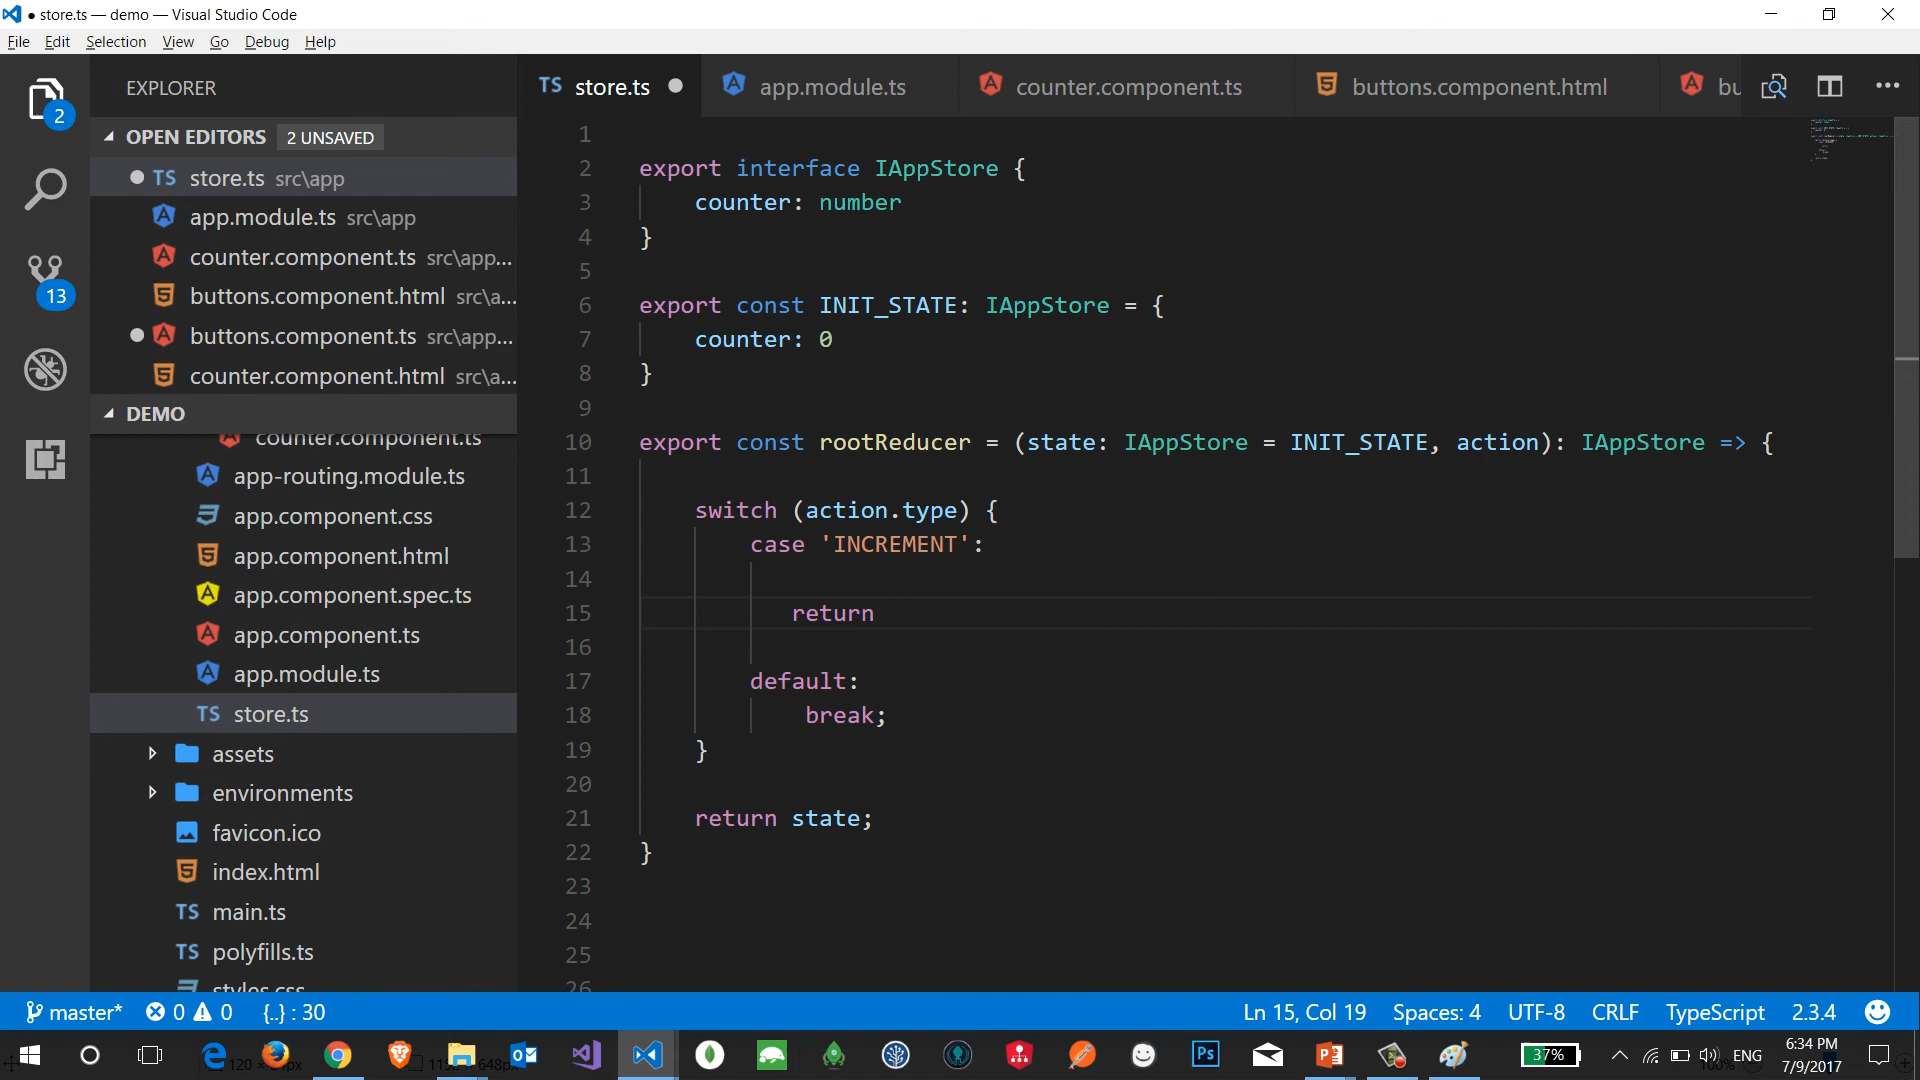 ● store.ts — demo — Visual Studio Code
File Edit Selection View Go Debug Help
EXPLORER
OPEN EDITORS 2 UNSAVED
TS store.ts src\app
app.module.ts src\app
counter.component.ts src\app...
buttons.component.html src\a...
buttons.component.ts src\app...
counter.component.html src\a...
DEMO
counter.component.ts
app-routing.module.ts
app.component.css
app.component.html
app.component.spec.ts
app.component.ts
app.module.ts
TS store.ts
assets
environments
favicon.ico
index.html
TS main.ts
TS polyfills.ts
styles.css
2
13
TS store.ts ● app.module.ts counter.component.ts buttons.component.html bu
1
2 export interface IAppStore {
3 counter: number
4 }
5
6 export const INIT_STATE: IAppStore = {
7 counter: 0
8 }
9
10 export const rootReducer = (state: IAppStore = INIT_STATE, action): IAppStore => {
11
12 switch (action.type) {
13 case 'INCREMENT':
14
15 return
16
17 default:
18 break;
19 }
20
21 return state;
22 }
23
24
25
26
master* 0 0 {..} : 30 Ln 15, Col 19 Spaces: 4 UTF-8 CRLF TypeScript 2.3.4
Ps 37% ENG 6:34 PM
7/9/2017